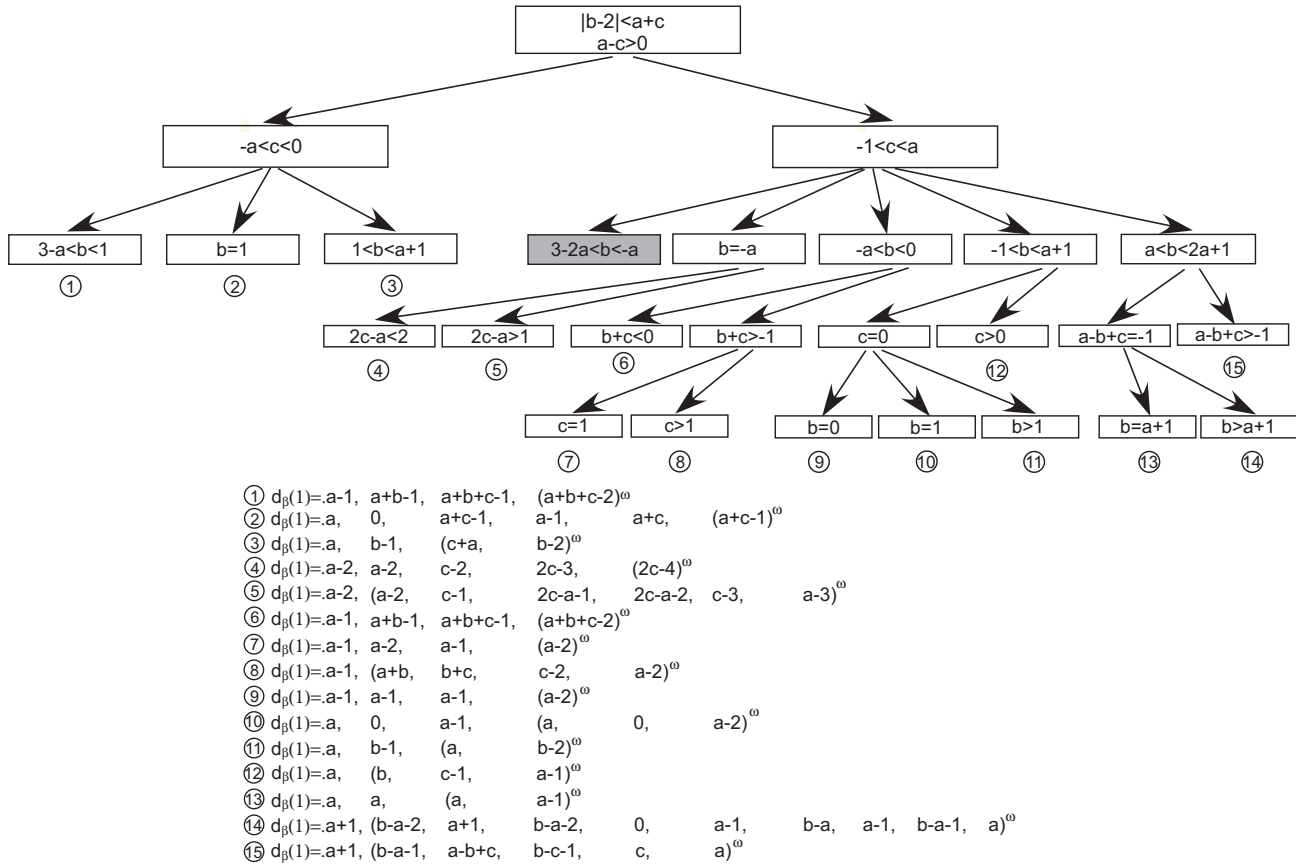 |b-2|<a+c
a-c>0
-a<c<0
-1<c<a
3-a<b<1
b=1
1<b<a+1
3-2a<b<-a
b=-a
-a<b<0
-1<b<a+1
a<b<2a+1
①
②
③
2c-a<2
2c-a>1
b+c<0
b+c>-1
c=0
c>0
a-b+c=-1
a-b+c>-1
④
⑤
⑥
⑫
⑮
c=1
c>1
b=0
b=1
b>1
b=a+1
b>a+1
⑦
⑧
⑨
⑩
⑪
⑬
⑭
① dᵦ(1)=.a-1, a+b-1, a+b+c-1, (a+b+c-2)^ω
② dᵦ(1)=.a, 0, a+c-1, a-1, a+c, (a+c-1)^ω
③ dᵦ(1)=.a, b-1, (c+a, b-2)^ω
④ dᵦ(1)=.a-2, a-2, c-2, 2c-3, (2c-4)^ω
⑤ dᵦ(1)=.a-2, (a-2, c-1, 2c-a-1, 2c-a-2, c-3, a-3)^ω
⑥ dᵦ(1)=.a-1, a+b-1, a+b+c-1, (a+b+c-2)^ω
⑦ dᵦ(1)=.a-1, a-2, a-1, (a-2)^ω
⑧ dᵦ(1)=.a-1, (a+b, b+c, c-2, a-2)^ω
⑨ dᵦ(1)=.a-1, a-1, a-1, (a-2)^ω
⑩ dᵦ(1)=.a, 0, a-1, (a, 0, a-2)^ω
⑪ dᵦ(1)=.a, b-1, (a, b-2)^ω
⑫ dᵦ(1)=.a, (b, c-1, a-1)^ω
⑬ dᵦ(1)=.a, a, (a, a-1)^ω
⑭ dᵦ(1)=.a+1, (b-a-2, a+1, b-a-2, 0, a-1, b-a, a-1, b-a-1, a)^ω
⑮ dᵦ(1)=.a+1, (b-a-1, a-b+c, b-c-1, c, a)^ω